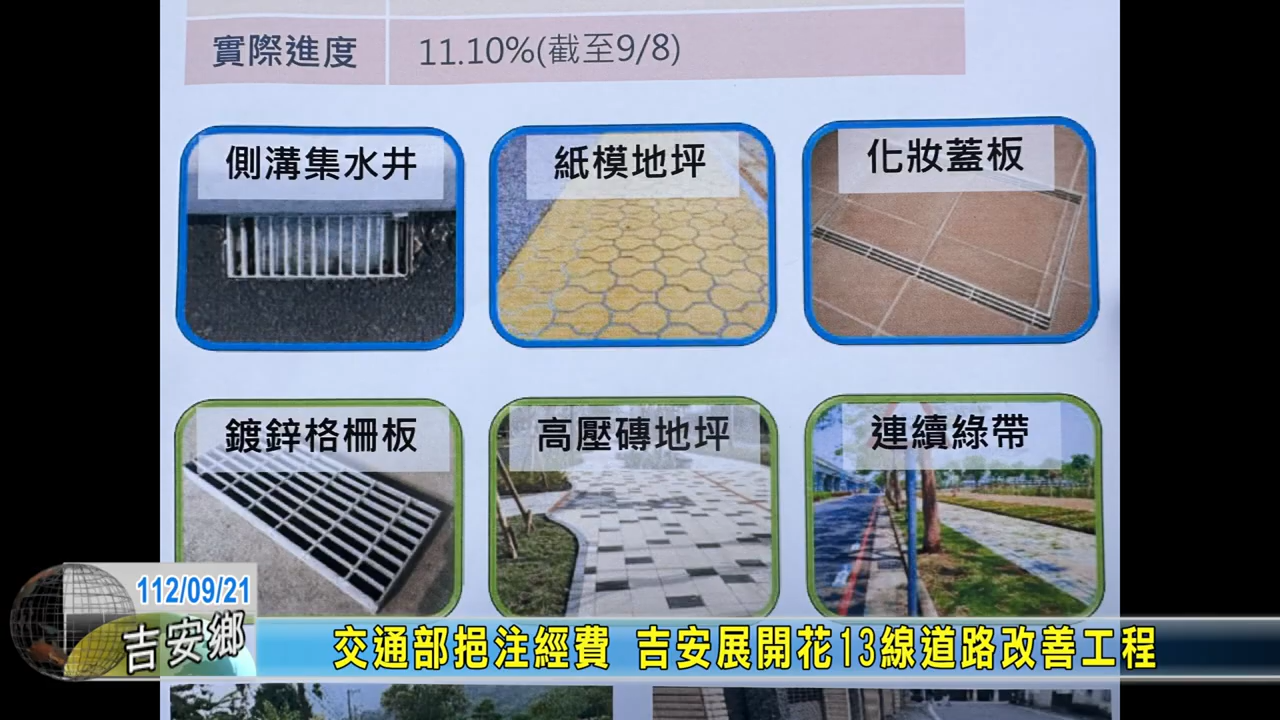 實際進度 11.10%(截至9/8)
側溝集水井
紙模地坪
化妝蓋板
鍍鋅格柵板
高壓磚地坪
連續綠帶
112/09/21
吉安鄉
交通部挹注經費 吉安展開花13線道路改善工程